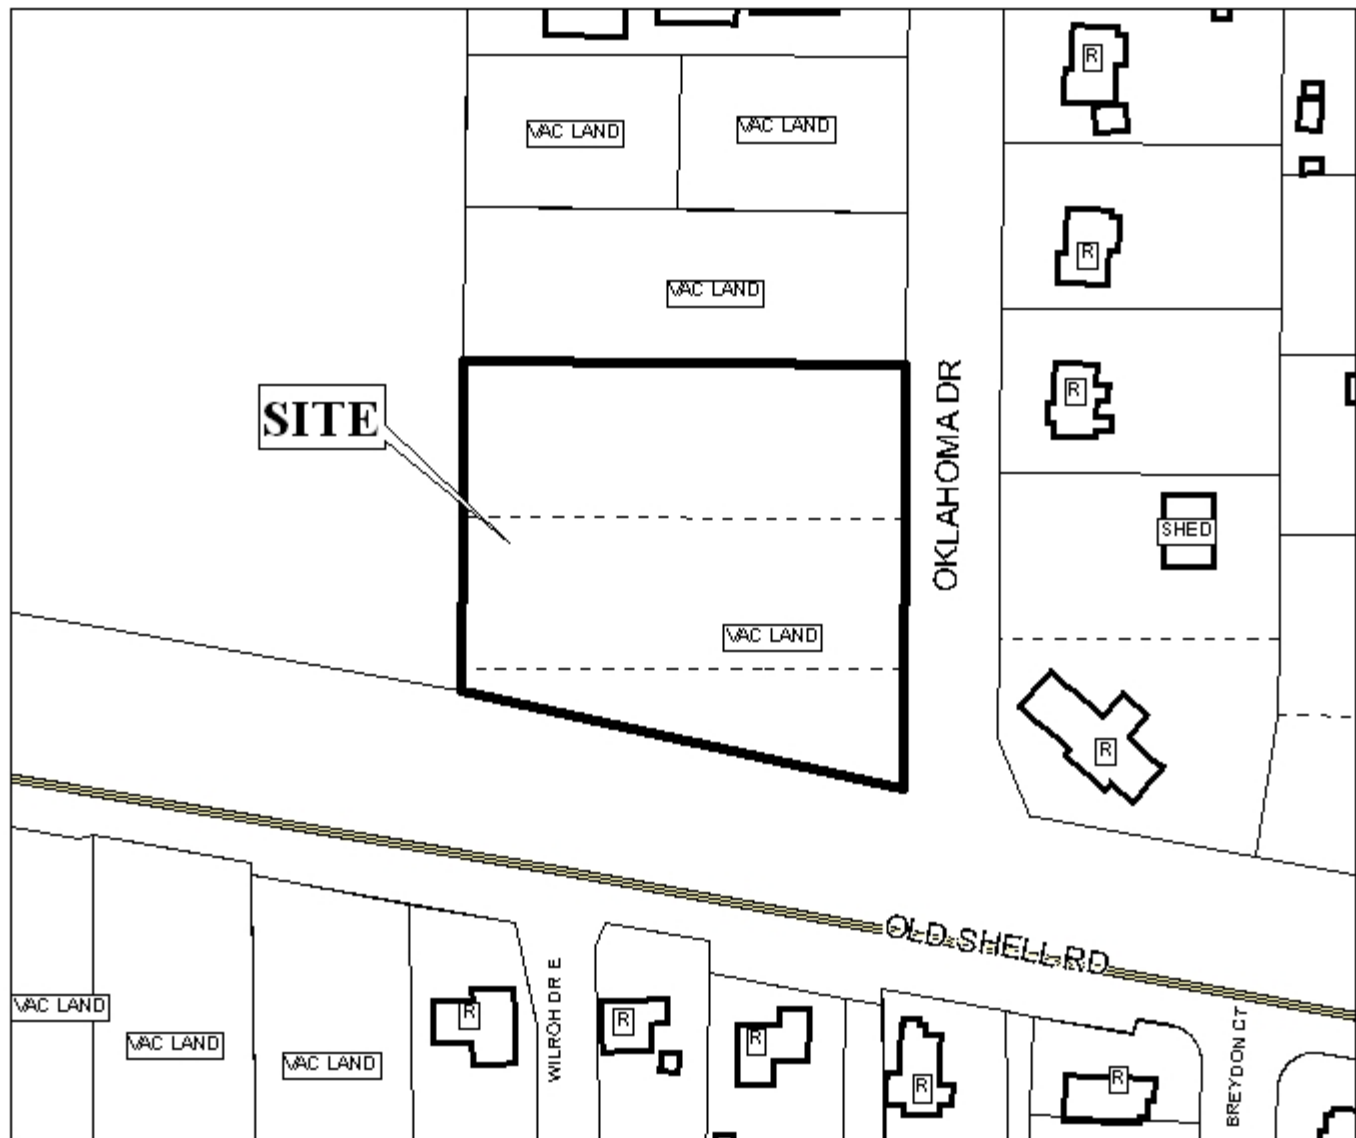 R
VAC LAND
VAC LAND
R
VAC LAND
R
SITE
OKLAHOMA DR
SHED
VAC LAND
R
OLD SHELL RD
VAC LAND
VAC LAND
VAC LAND
R
WILROH DR E
R
R
R
R
BREYDON CT